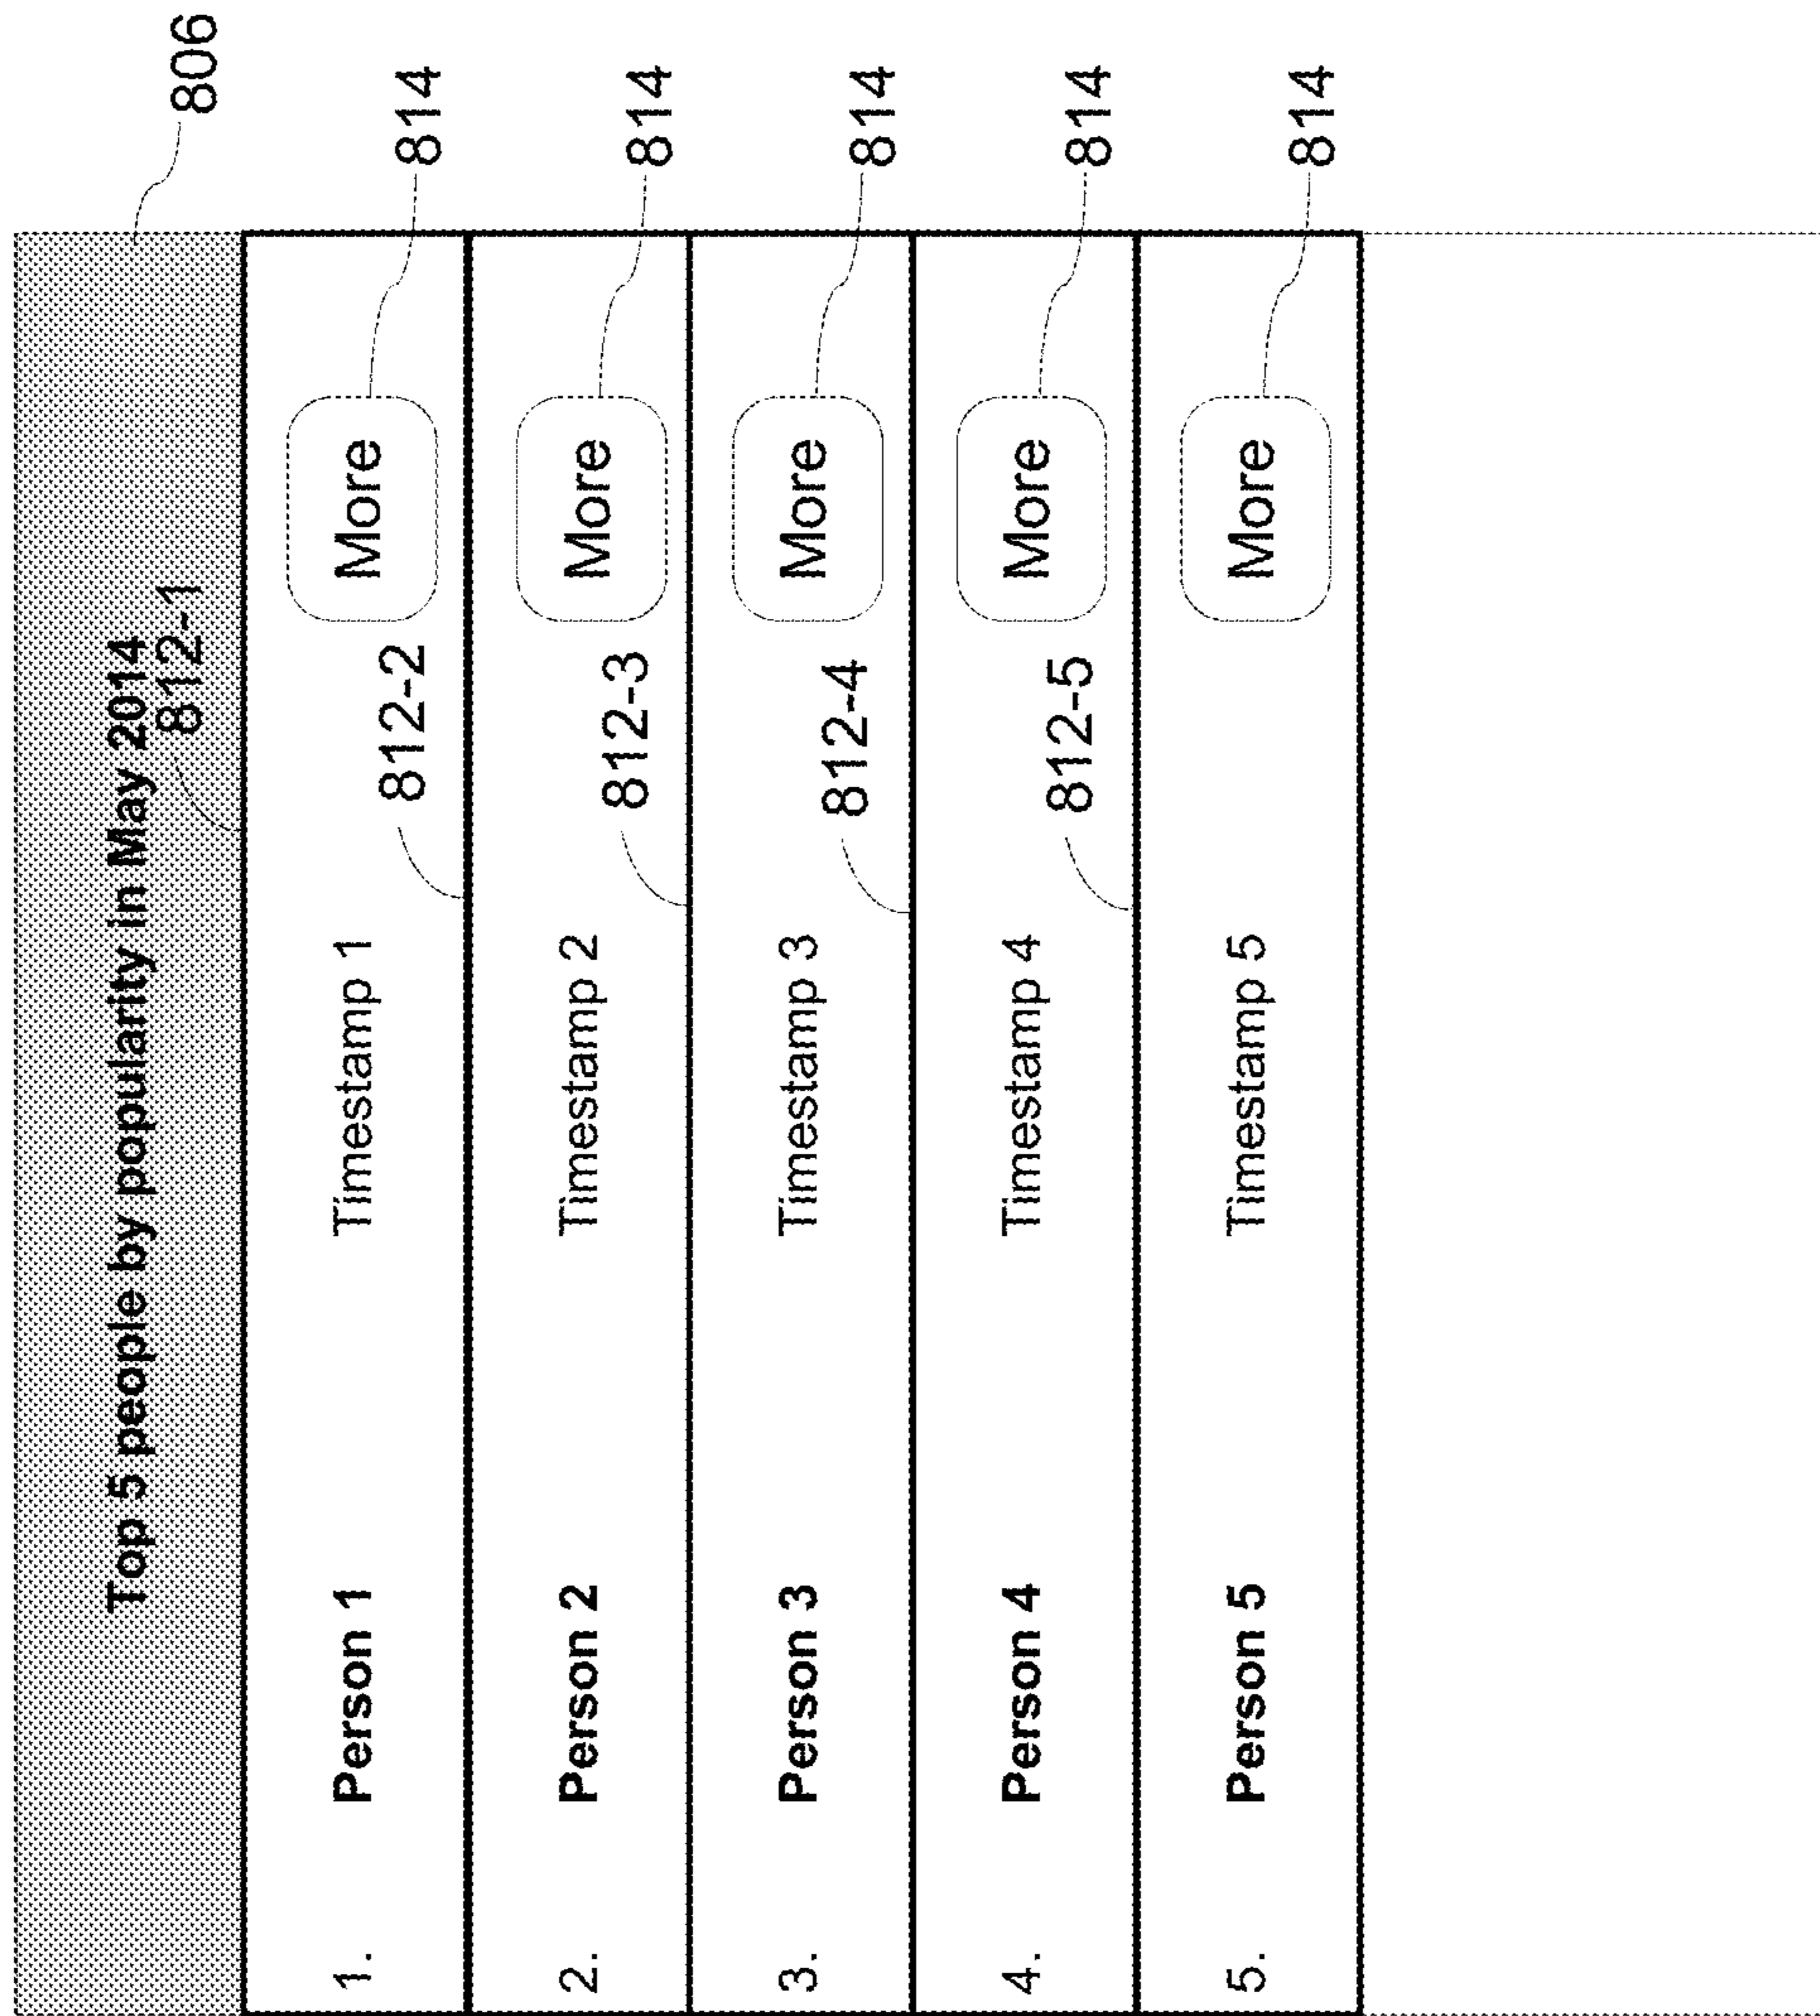 806
Top 5 people by popularity in May 2014
812-1
1. Person 1 Timestamp 1 More 814
812-2
2. Person 2 Timestamp 2 More 814
812-3
3. Person 3 Timestamp 3 More 814
812-4
4. Person 4 Timestamp 4 More 814
812-5
5. Person 5 Timestamp 5 More 814